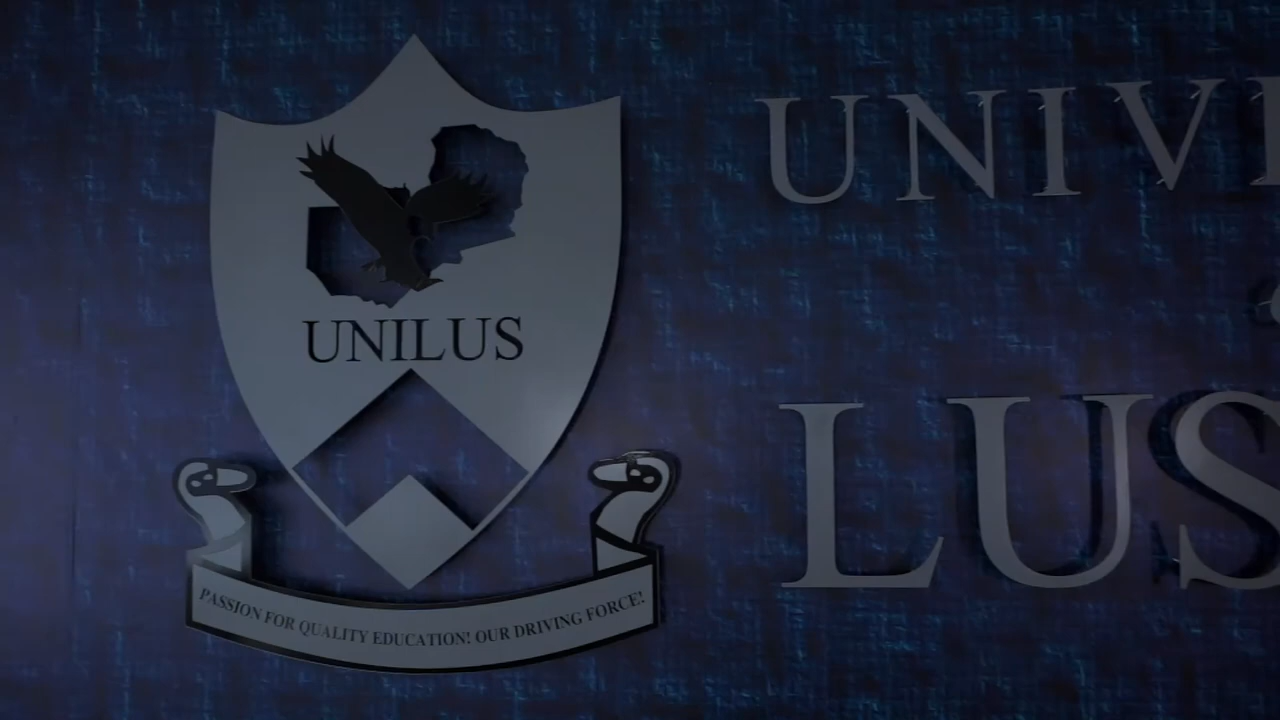 UNILUS
PASSION FOR QUALITY EDUCATION! OUR DRIVING FORCE!
UNIV
LUS